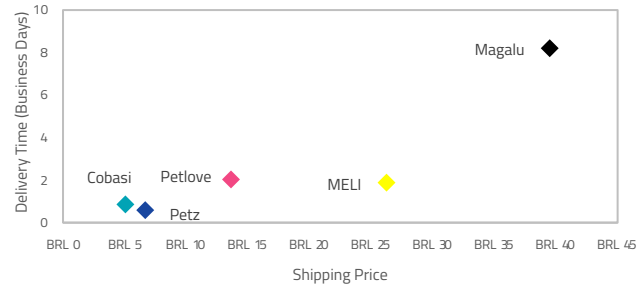 10
8
6
4
2
0
Delivery Time (Business Days)
Magalu
Cobasi
Petlove
MELI
Petz
BRL 0 BRL 5 BRL 10 BRL 15 BRL 20 BRL 25 BRL 30 BRL 35 BRL 40 BRL 45
Shipping Price